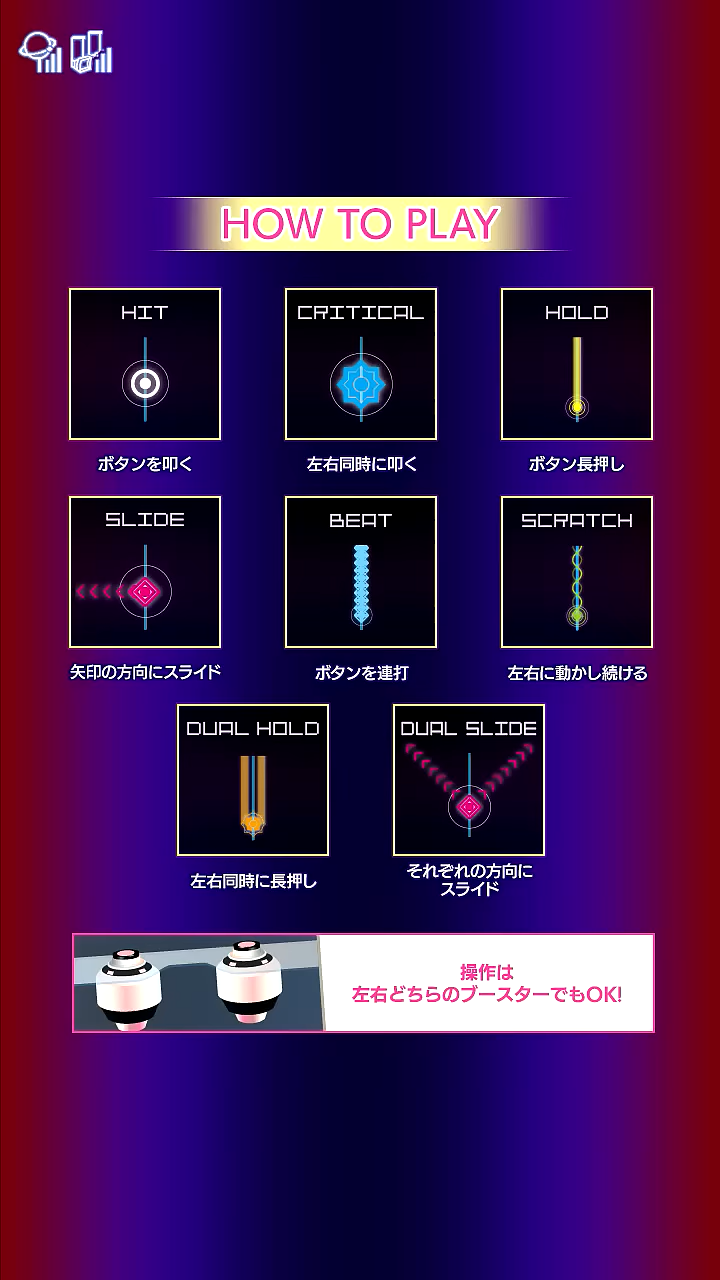 HOW TO PLAY
HIT
CRITICAL
HOLD
ボタンを叩く
左右同時に叩く
ボタン長押し
SLIDE
BEAT
SCRATCH
矢印の方向にスライド
ボタンを連打
左右に動かし続ける
DUAL HOLD
DUAL SLIDE
左右同時に長押し
それぞれの方向に
スライド
操作は
左右どちらのブースターでもOK!